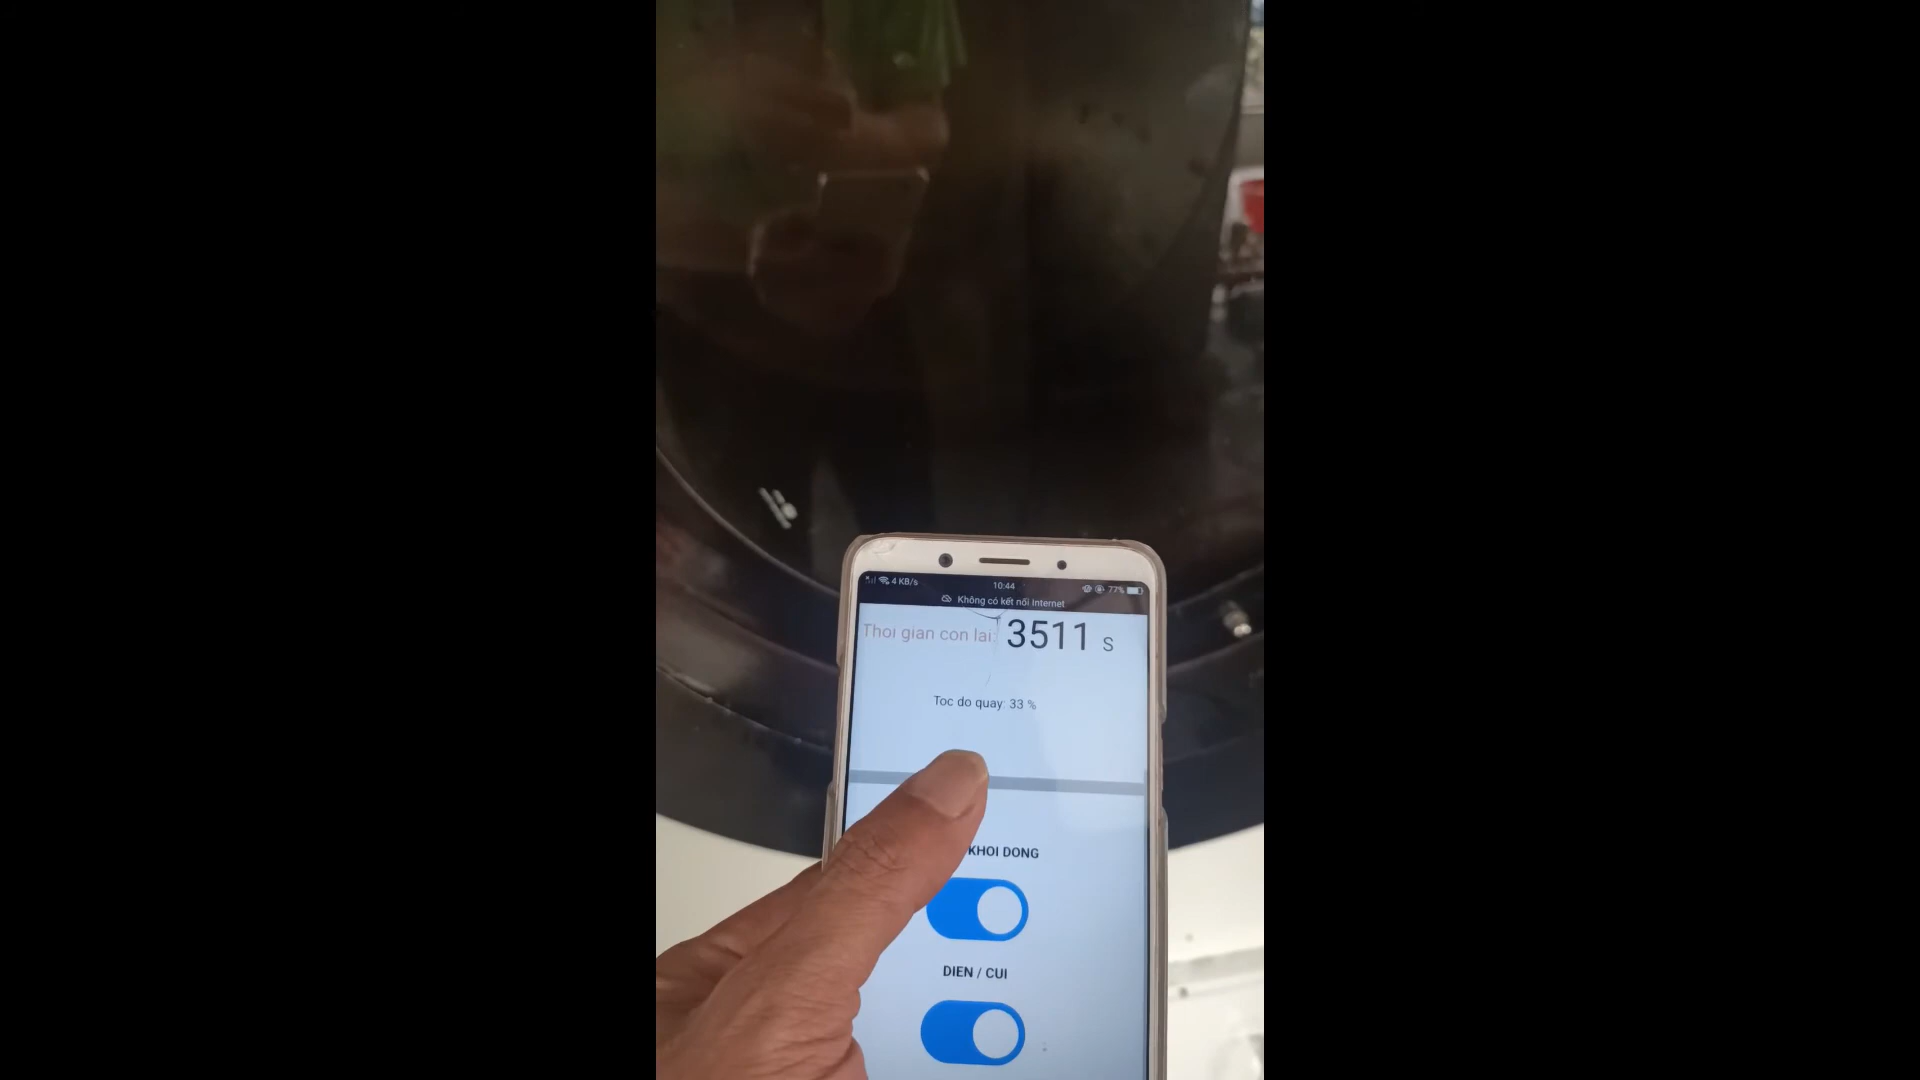 4 KB/s 10:44 77%
Không có kết nối Internet
Thoi gian con lai: 3511 s
Toc do quay: 33 %
KHOI DONG
DIEN / CUI